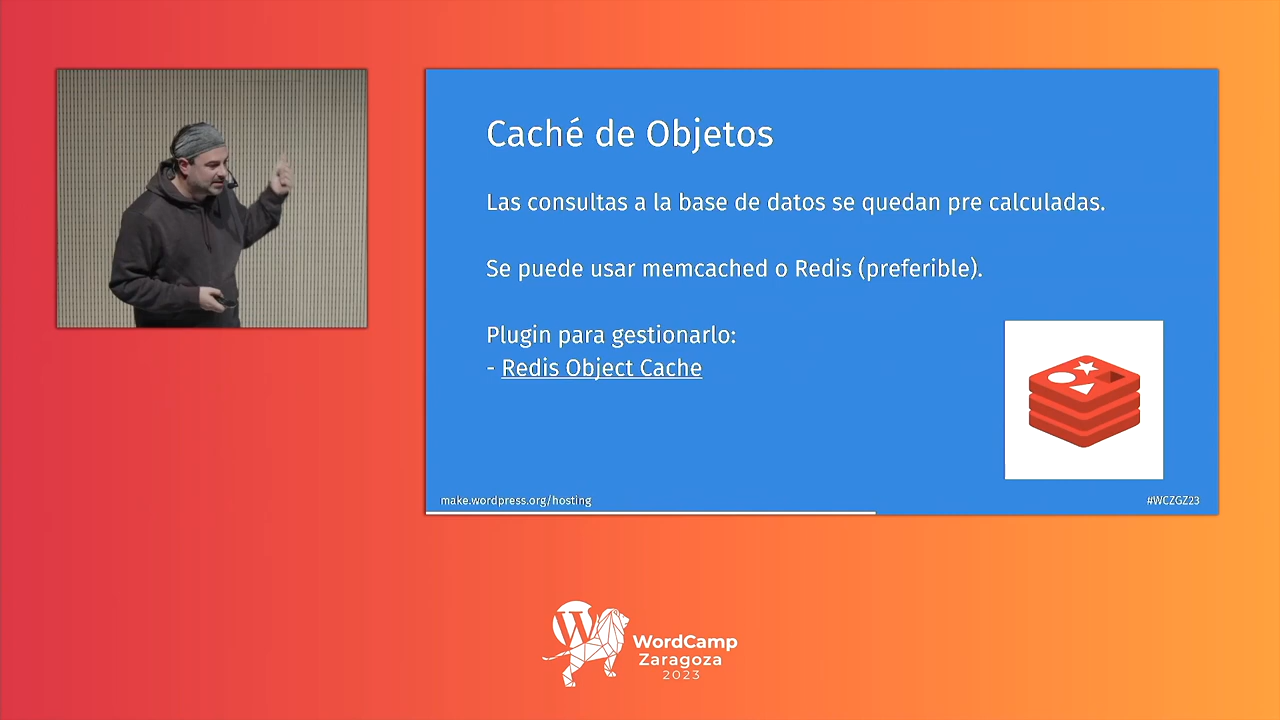 Caché de Objetos
Las consultas a la base de datos se quedan pre calculadas.
Se puede usar memcached o Redis (preferible).
Plugin para gestionarlo:
- Redis Object Cache
make.wordpress.org/hosting
#WCZGZ23
WordCamp
Zaragoza
2023